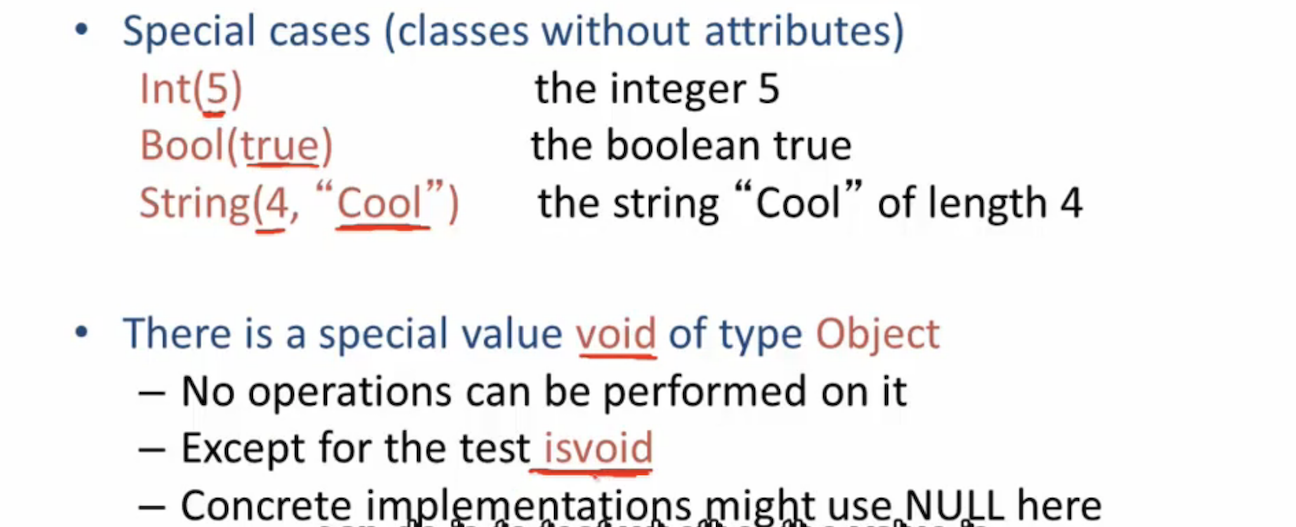 • Special cases (classes without attributes)
Int(5) the integer 5
Bool(true) the boolean true
String(4, “Cool”) the string “Cool” of length 4
• There is a special value void of type Object
– No operations can be performed on it
– Except for the test isvoid
– Concrete implementations might use NULL here